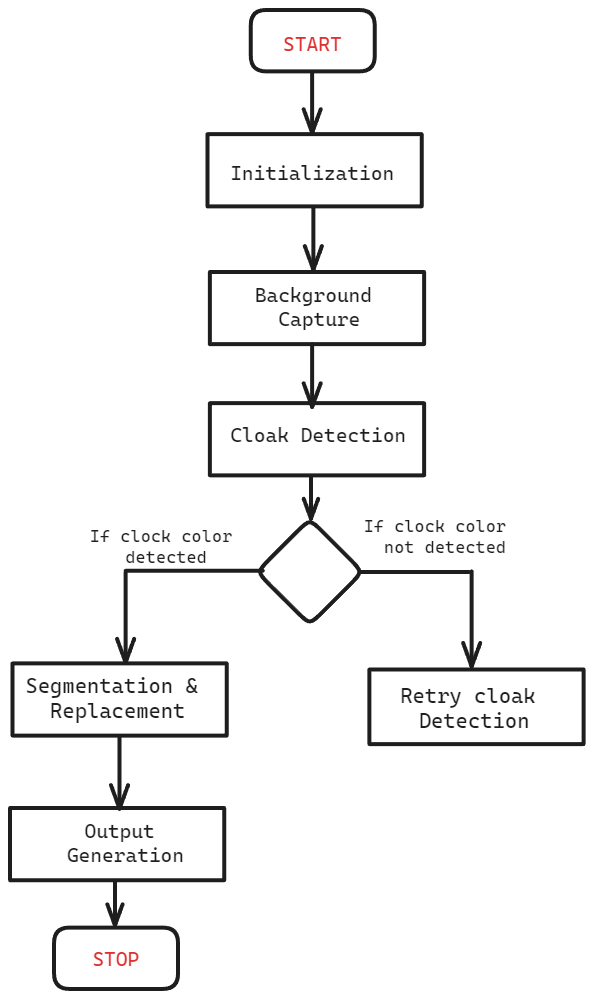 START
Initialization
Background
Capture
Cloak Detection
If clock color
detected
If clock color
not detected
Segmentation &
Replacement
Retry cloak
Detection
Output
Generation
STOP